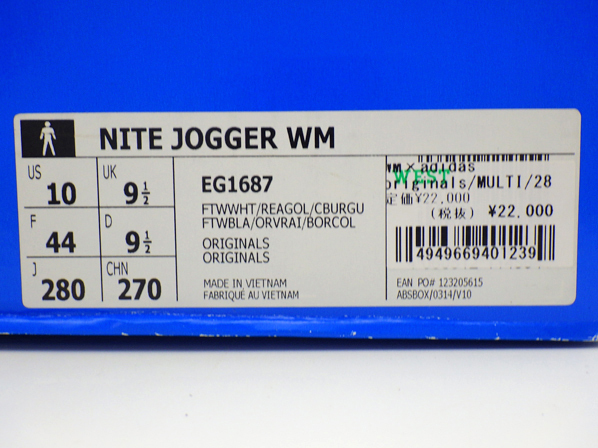 NITE JOGGER WM
US 10
UK 9 1/2
F 44
D 9 1/2
J 280
CHN 270
EG1687
FTWWHT/REAGOL/CBURGU
FTWBLA/ORVRAI/BORCOL
ORIGINALS
ORIGINALS
MADE IN VIETNAM
FABRIQUÉ AU VIETNAM
WM×adidas
WEST
originals/MULTI/28
定価¥22,000
(税抜) ¥22,000
4949669401239
EAN PO# 123205615
ABSBOX/0314/V10